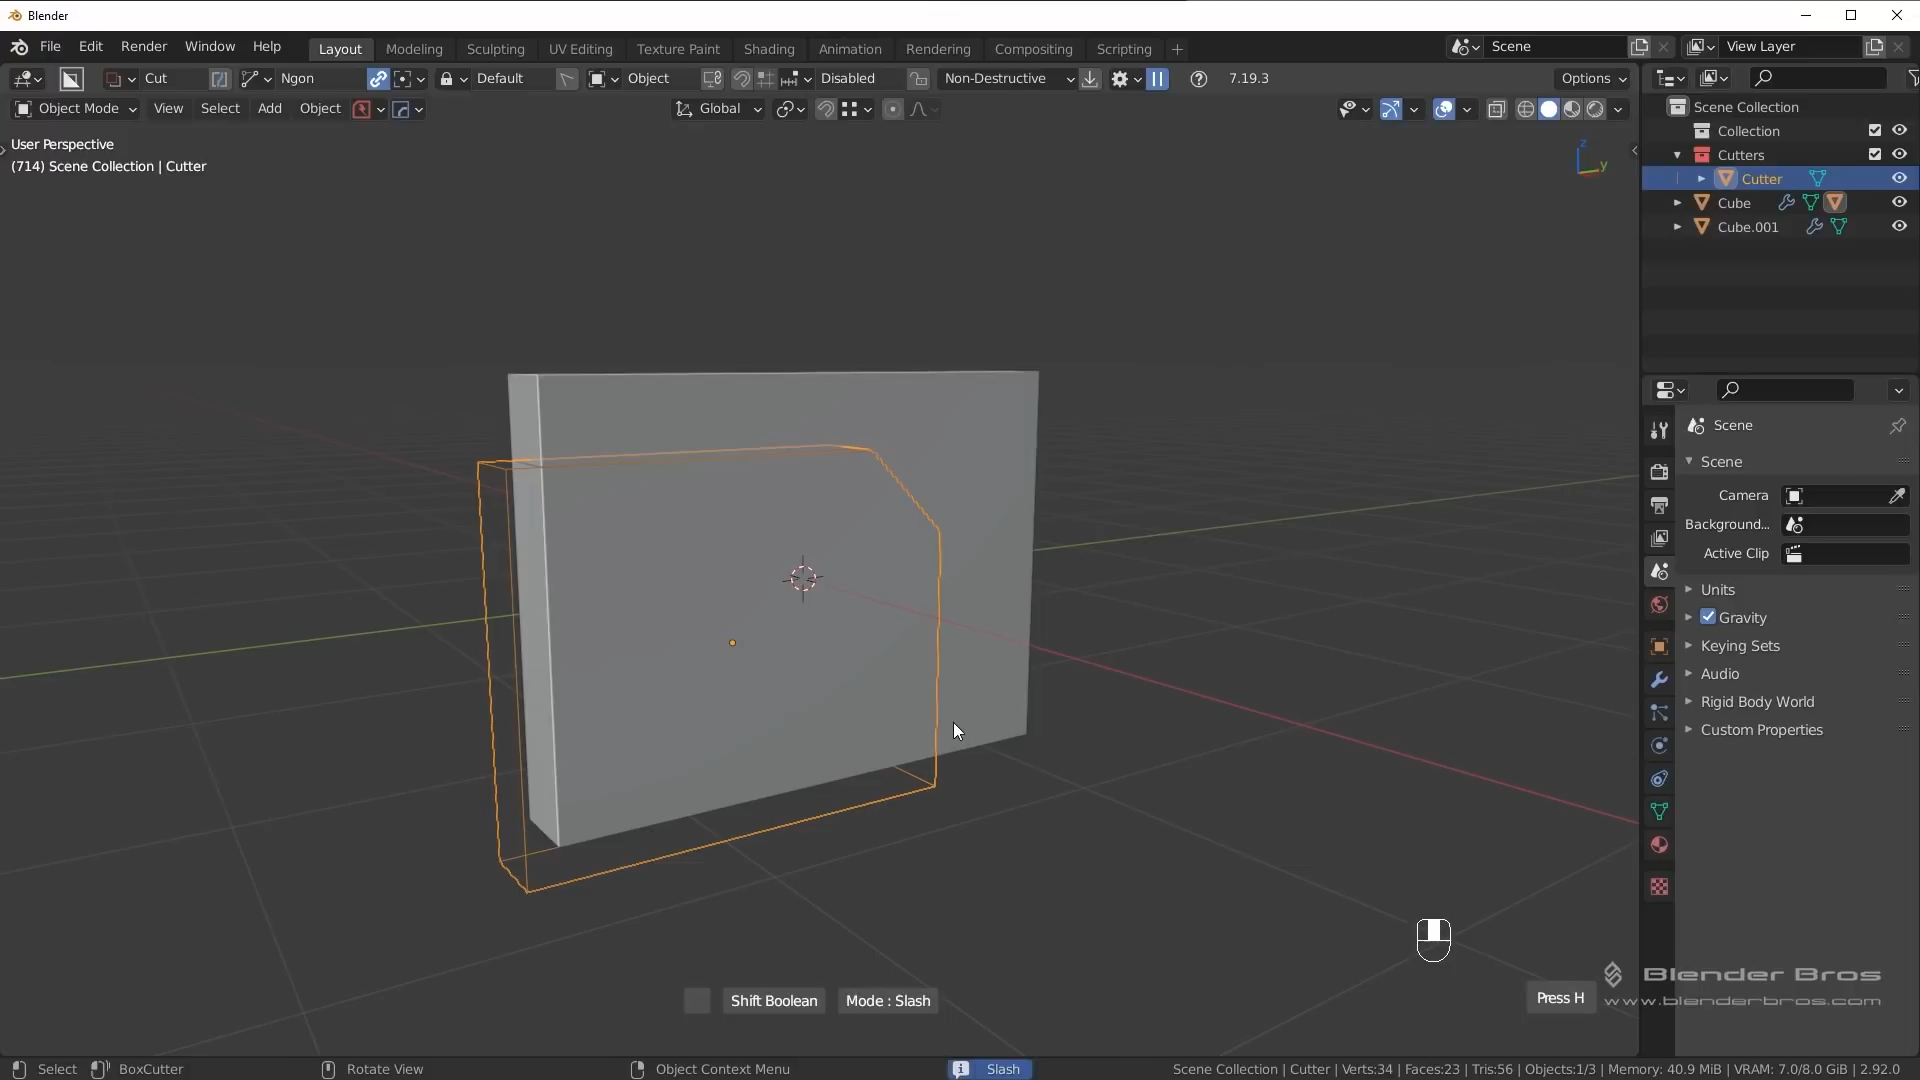 Blender
File Edit Render Window Help
Layout Modeling Sculpting UV Editing Texture Paint Shading Animation Rendering Compositing Scripting +
Scene
View Layer
Cut Ngon Default Object Disabled Non-Destructive 7.19.3 Options
Object Mode View Select Add Object Global
User Perspective
(714) Scene Collection | Cutter
z
y
Scene Collection
Collection
Cutters
Cutter
Cube
Cube.001
Scene
Scene
Camera
Background...
Active Clip
Units
Gravity
Keying Sets
Audio
Rigid Body World
Custom Properties
Shift Boolean Mode : Slash
Press H
Blender Bros
www.blenderbros.com
Select BoxCutter Rotate View Object Context Menu Slash Scene Collection | Cutter | Verts:34 | Faces:23 | Tris:56 | Objects:1/3 | Memory: 40.9 MiB | VRAM: 7.0/8.0 GiB | 2.92.0